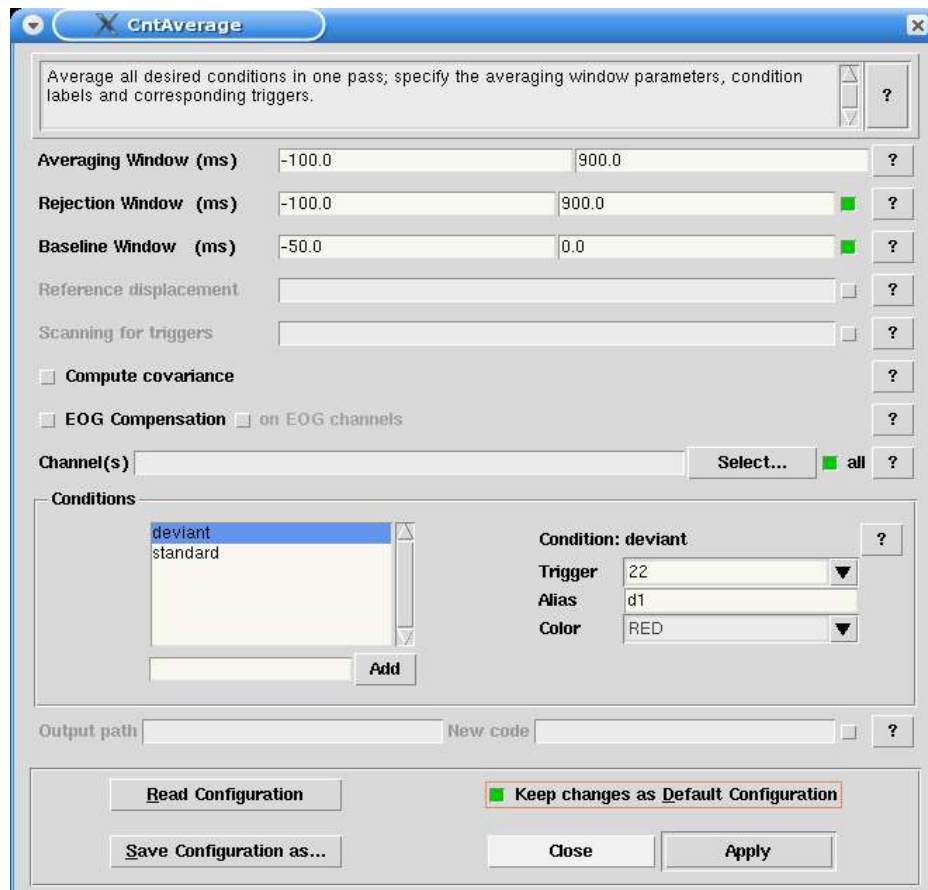 CntAverage
Average all desired conditions in one pass; specify the averaging window parameters, condition
labels and corresponding triggers.
?
Averaging Window (ms) -100.0 900.0 ?
Rejection Window (ms) -100.0 900.0 ?
Baseline Window (ms) -50.0 0.0 ?
Reference displacement ?
Scanning for triggers ?
Compute covariance ?
EOG Compensation on EOG channels ?
Channel(s) Select... all ?
Conditions
deviant
standard
Add
Condition: deviant ?
Trigger 22
Alias d1
Color RED
Output path New code ?
Read Configuration Keep changes as Default Configuration
Save Configuration as... Close Apply